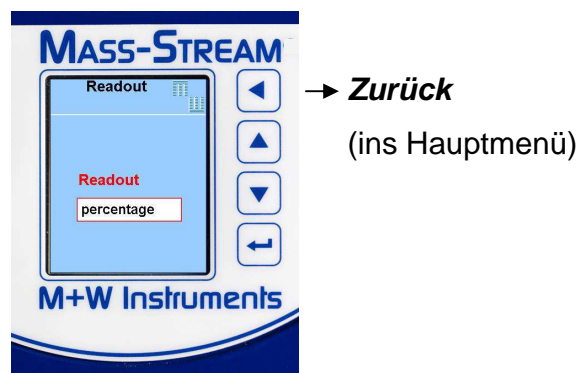 MASS-STREAM
Readout
Zurück
(ins Hauptmenü)
Readout
percentage
M+W Instruments